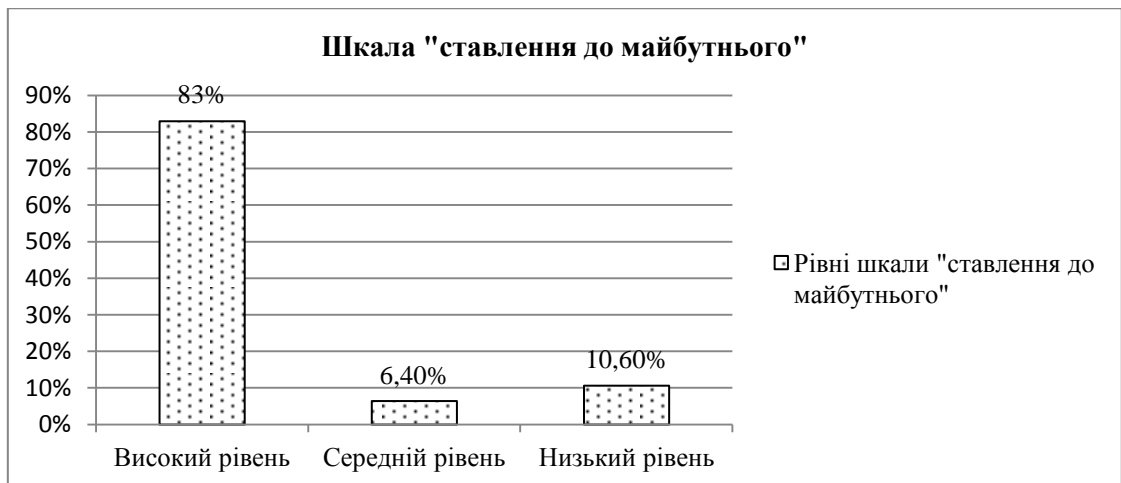 Шкала "ставлення до майбутнього"
90%
83%
80%
70%
60%
50%
40%
30%
20%
10,60%
6,40%
10%
0%
Високий рівень
Середній рівень
Низький рівень
Рівні шкали "ставлення до
майбутнього"